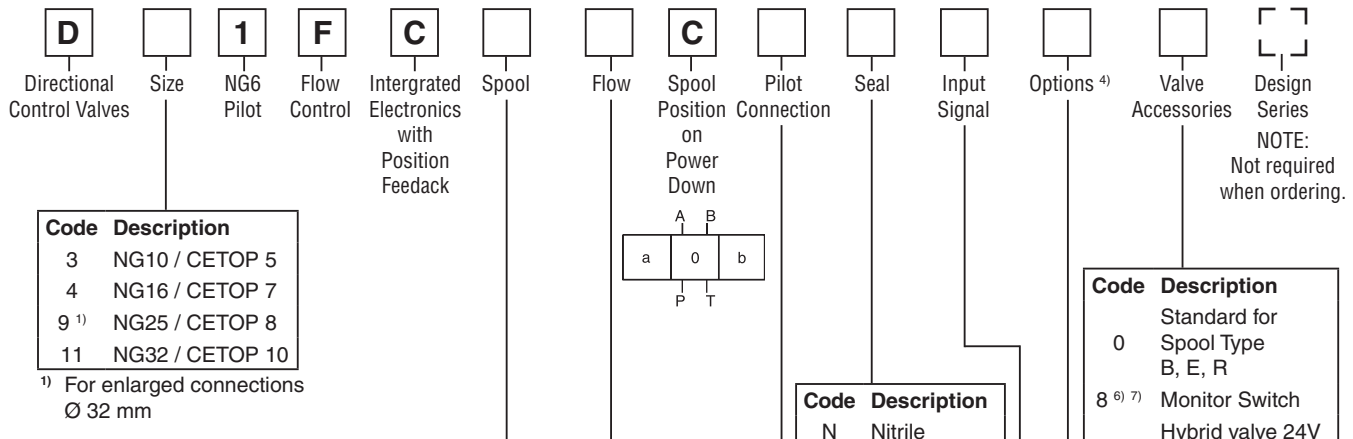 D 1 F C C
Directional Control Valves
Size
NG6 Pilot
Flow Control
Intergrated Electronics with Position Feedack
Spool
Flow
Spool Position on Power Down
Pilot Connection
Seal
Input Signal
Options 4)
Valve Accessories
Design Series
NOTE:
Not required
when ordering.
A B
a 0 b
P T
Code Description
3 NG10 / CETOP 5
4 NG16 / CETOP 7
9 1) NG25 / CETOP 8
11 NG32 / CETOP 10
1) For enlarged connections
Ø 32 mm
Code Description
N Nitrile
Code Description
0 Standard for Spool Type B, E, R
8 6) 7) Monitor Switch
Hybrid valve 24V